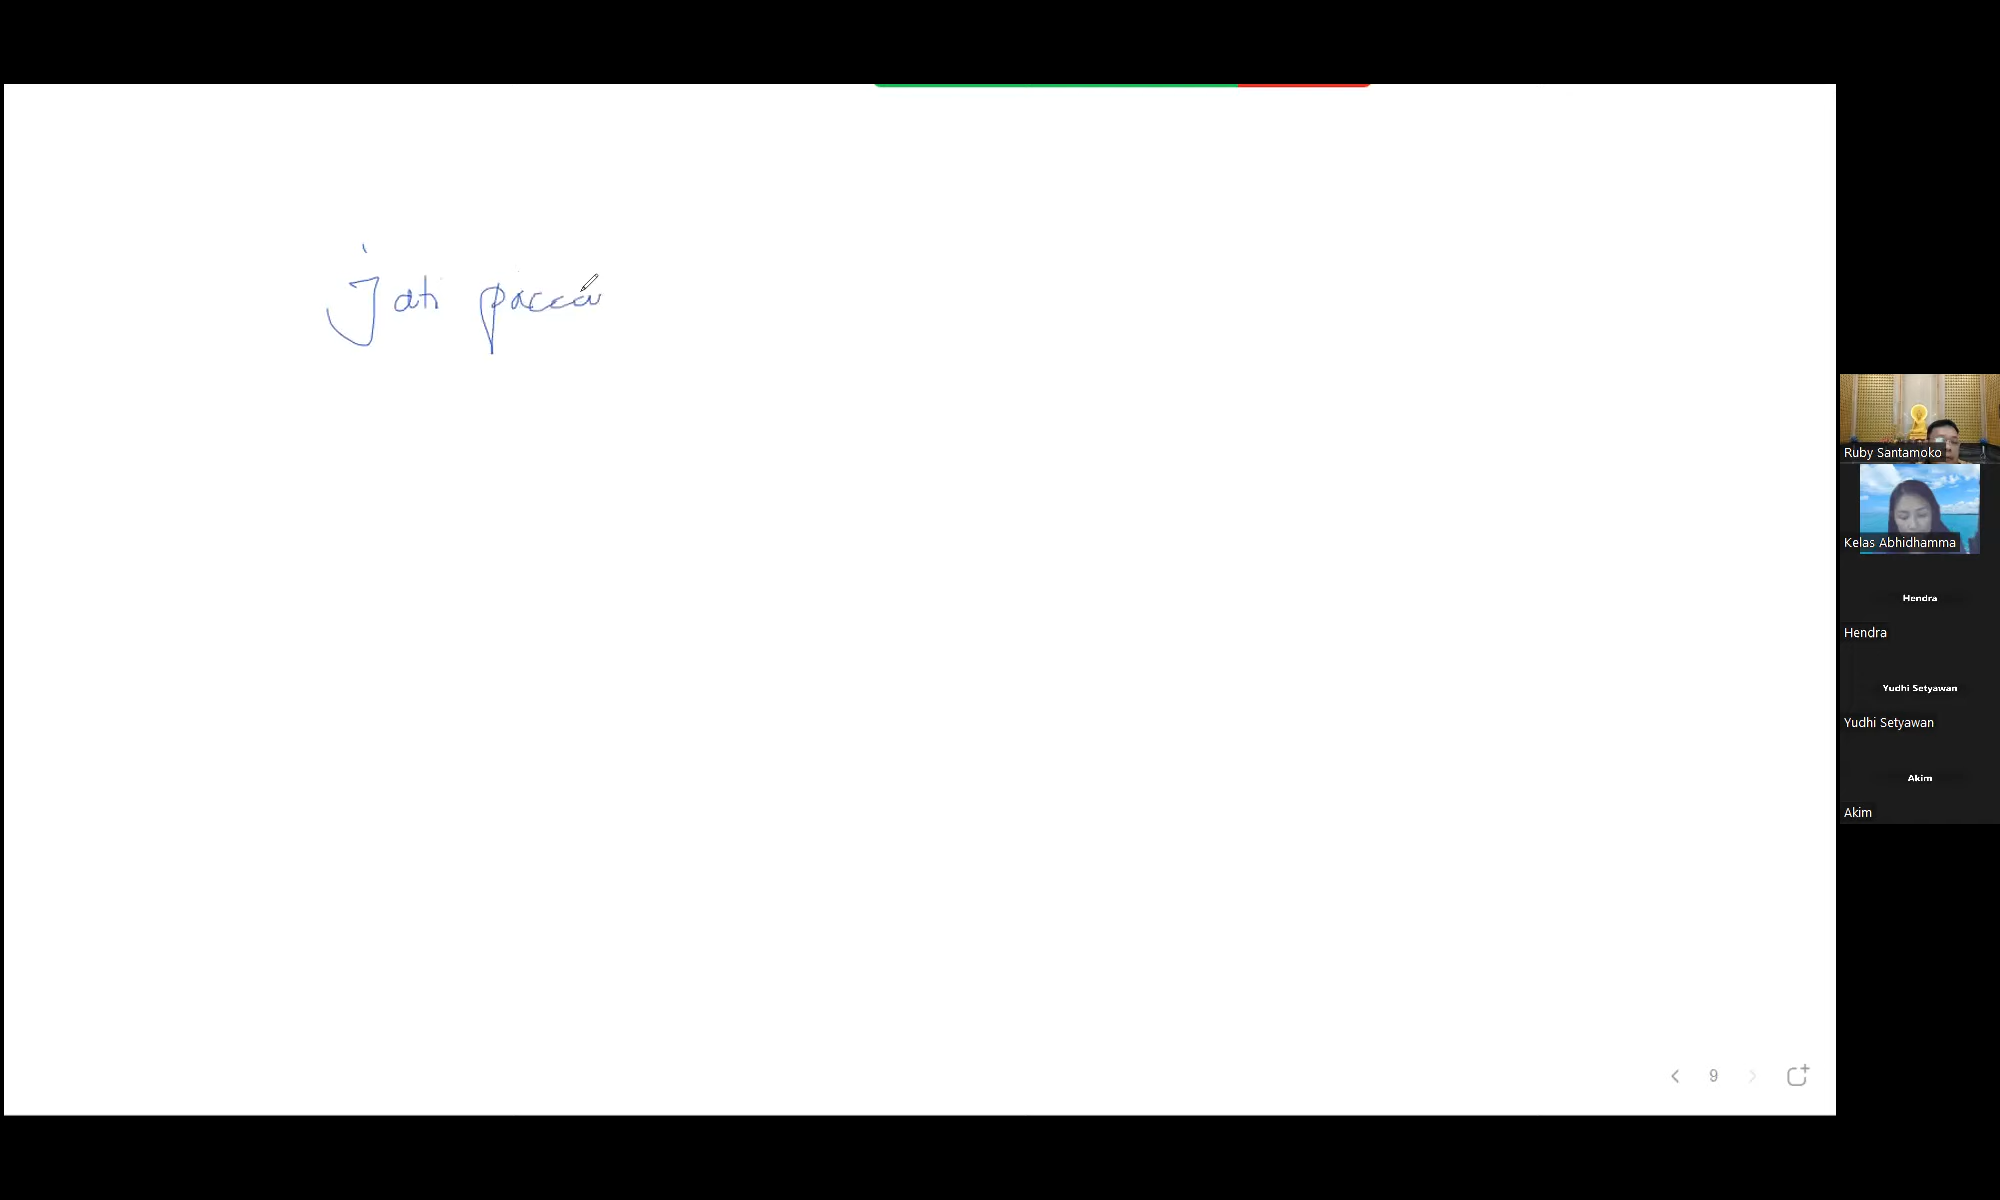 Jati pacca
9
Ruby Santamoko
Kelas Abhidhamma
Hendra
Hendra
Yudhi Setyawan
Yudhi Setyawan
Akim
Akim